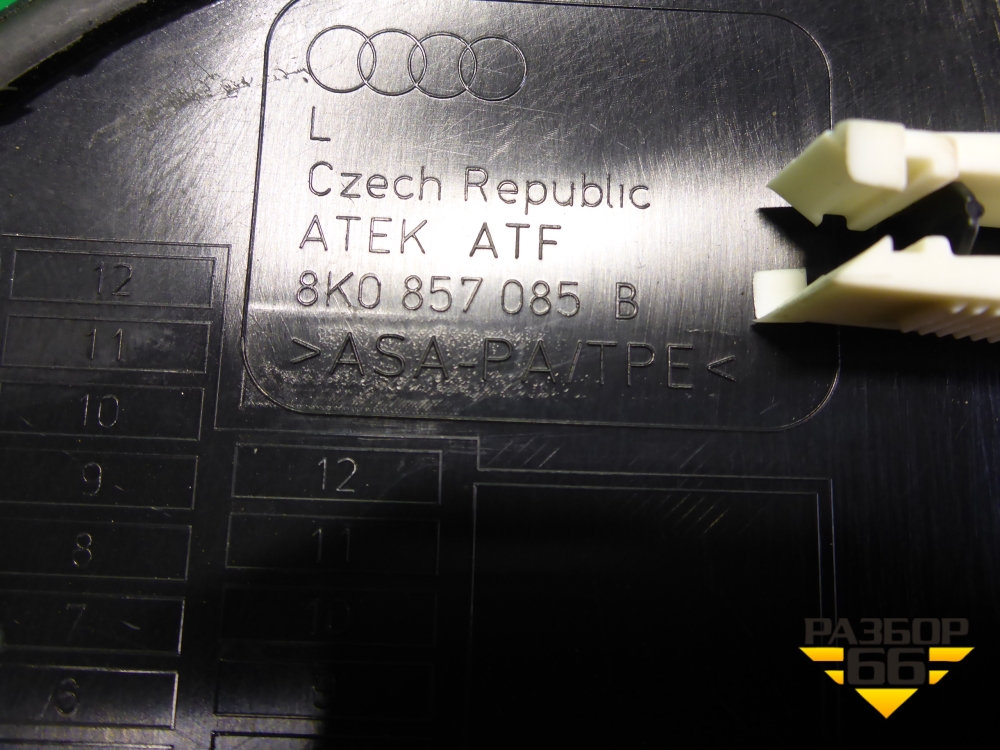 L
Czech Republic
ATEK ATF
8K0 857 085 B
>ASA-PA/TPE<
12
11
10
9
8
7
6
12
11
10
РАЗБОР
66